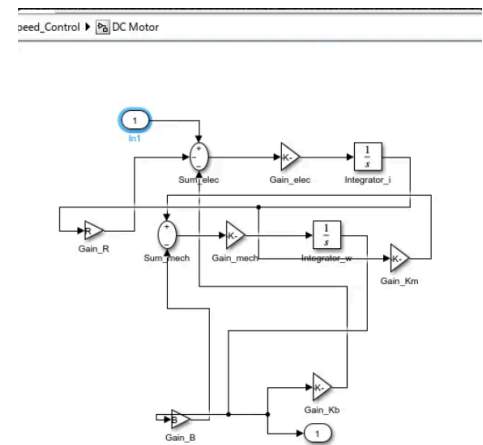 peed_Control ▶ DC Motor
1
In1
+
-
-
Sum_elec
-K-
Gain_elec
1
s
Integrator_i
R
Gain_R
+
-
Sum_mech
-K-
Gain_mech
1
s
Integrator_w
-K-
Gain_Km
-K-
Gain_Kb
B
Gain_B
1